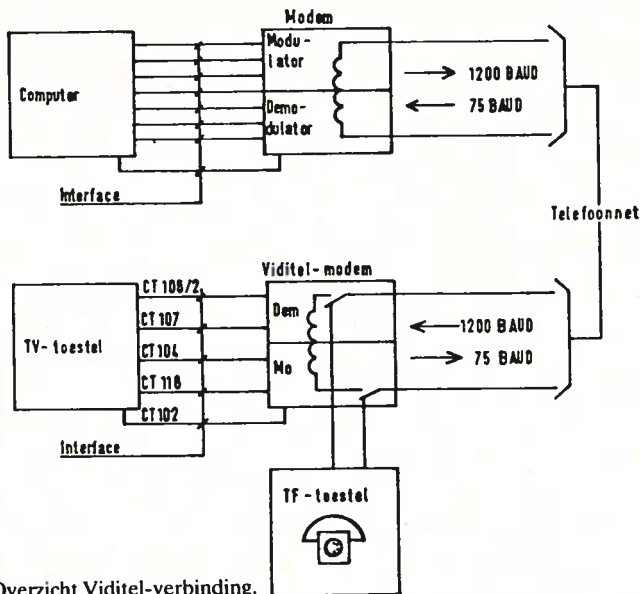 Modem
Modu-
lator
Computer
Demo-
dulator
1200 BAUD
75 BAUD
Interface
Telefoonnet
Viditel-modem
CT 108/2
CT 107
CT 104
CT 118
CT 102
TV-toestel
Dem
Mo
1200 BAUD
75 BAUD
Interface
TF-toestel
Overzicht Viditel-verbinding.